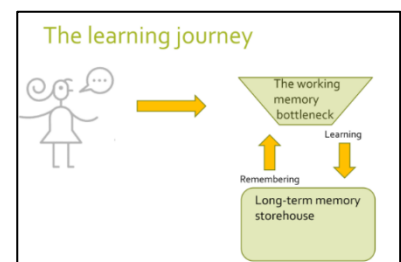 The learning journey
The working
memory
bottleneck
Learning
Remembering
Long-term memory
storehouse